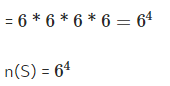 = 6 * 6 * 6 * 6 = 6⁴
n(S) = 6⁴